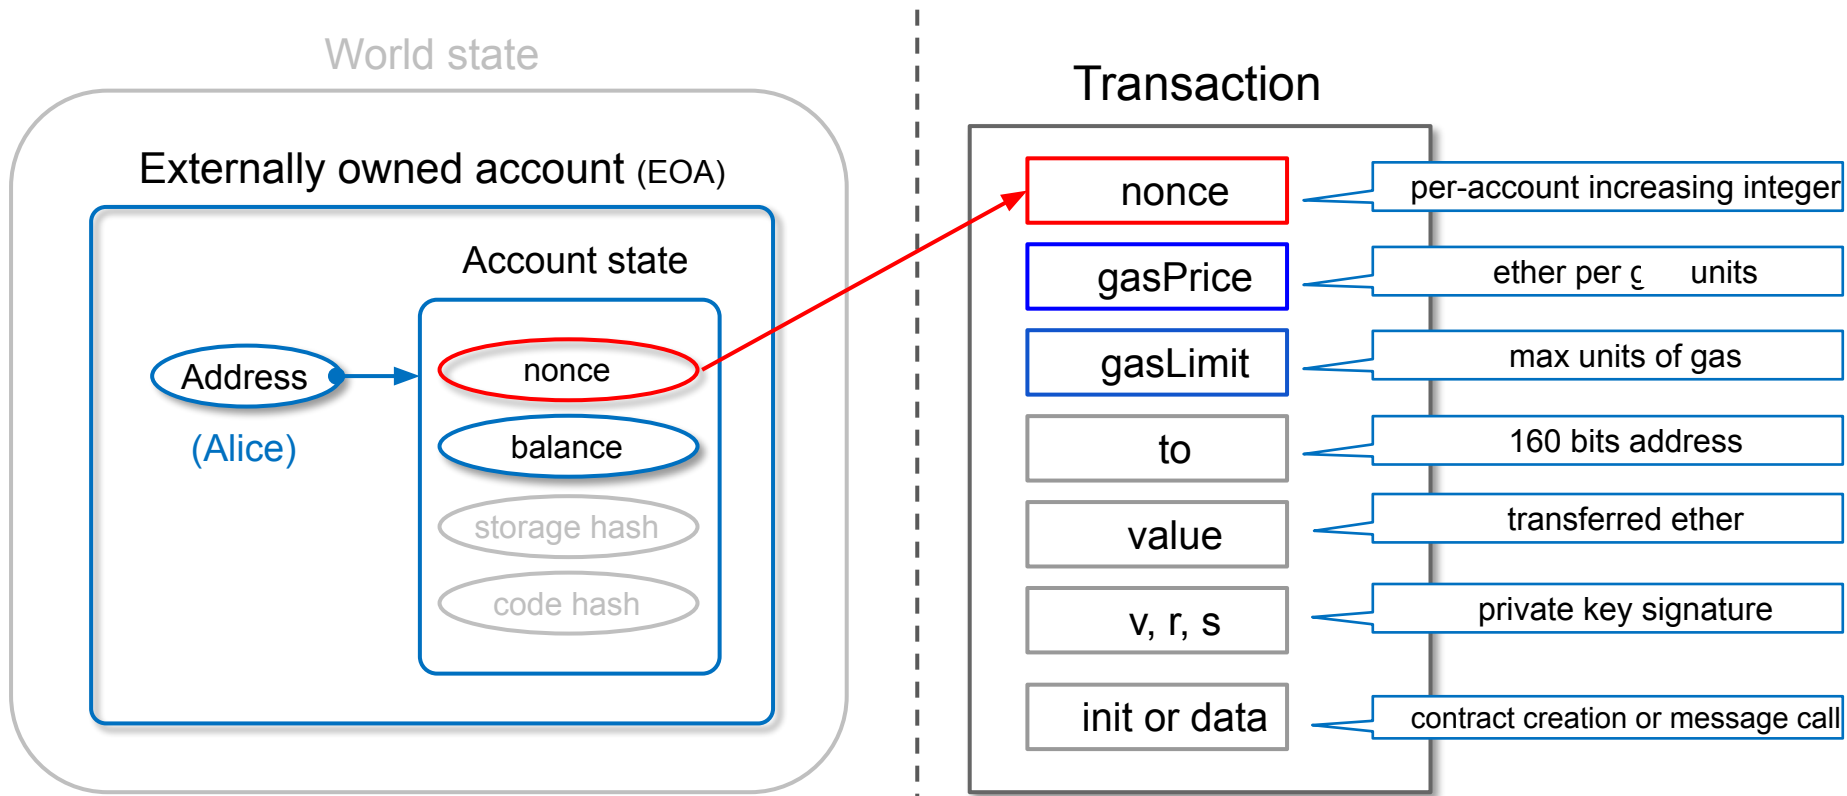 World state
Externally owned account (EOA)
Account state
Address
(Alice)
nonce
balance
storage hash
code hash
Transaction
nonce
per-account increasing integer
gasPrice
ether per units
gasLimit
max units of gas
to
160 bits address
value
transferred ether
v, r, s
private key signature
init or data
contract creation or message call